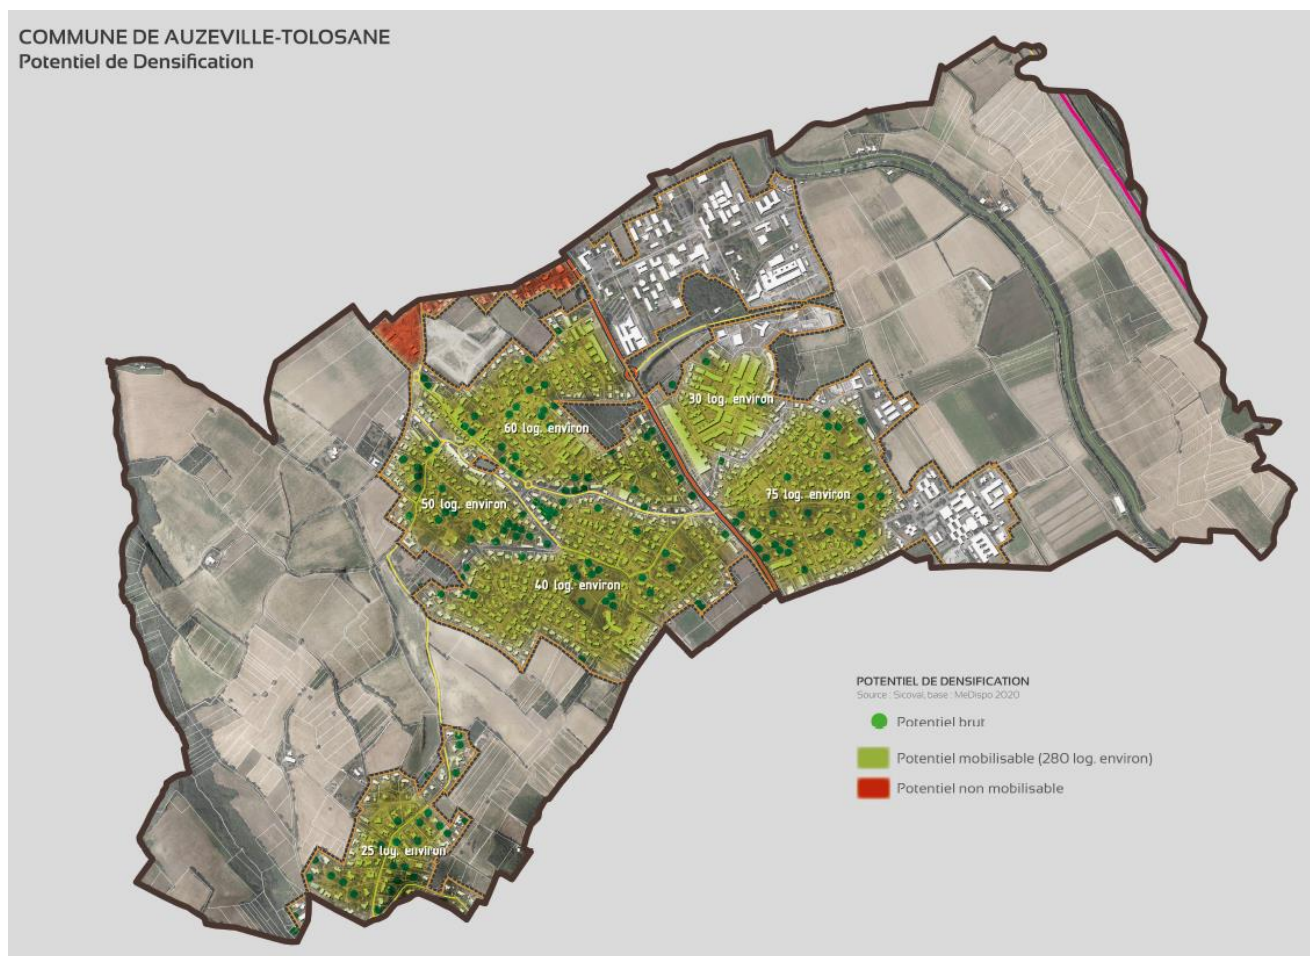 COMMUNE DE AUZEVILLE-TOLOSANE
Potentiel de Densification
30 log. environ
60 log. environ
75 log. environ
50 log. environ
40 log. environ
25 log. environ
POTENTIEL DE DENSIFICATION
Source : Sicoval, base : MeDispo 2020
Potentiel brut
Potentiel mobilisable (280 log. environ)
Potentiel non mobilisable